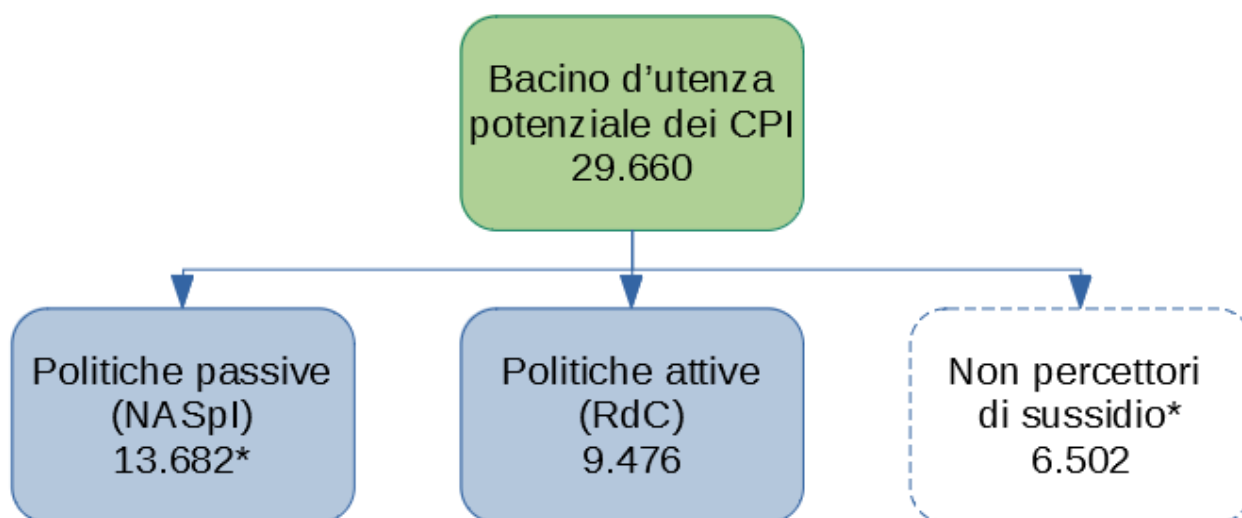 Bacino d’utenza
potenziale dei CPI
29.660
Politiche passive
(NASpI)
13.682*
Politiche attive
(RdC)
9.476
Non percettori
di sussidio*
6.502